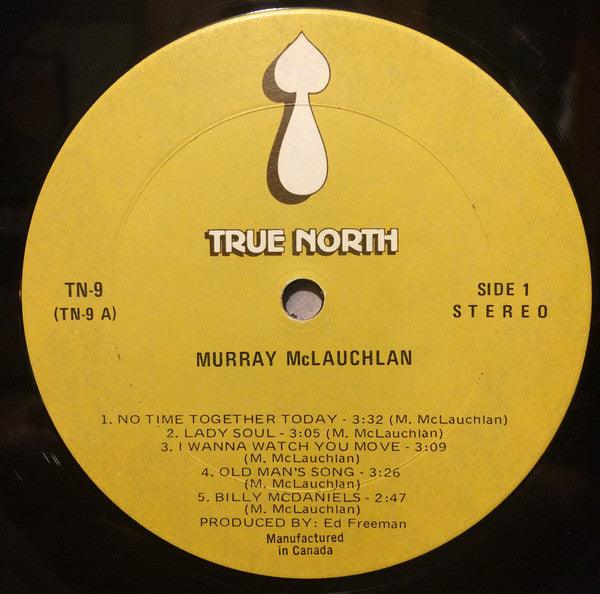 TRUE NORTH
TN-9
(TN-9 A)
SIDE 1
STEREO
MURRAY McLAUCHLAN
1. NO TIME TOGETHER TODAY - 3:32 (M. McLauchlan)
2. LADY SOUL - 3:05 (M. McLauchlan)
3. I WANNA WATCH YOU MOVE - 3:09
(M. McLauchlan)
4. OLD MAN'S SONG - 3:26
(M. McLauchlan)
5. BILLY MCDANIELS - 2:47
(M. McLauchlan)
PRODUCED BY: Ed Freeman
Manufactured
in Canada